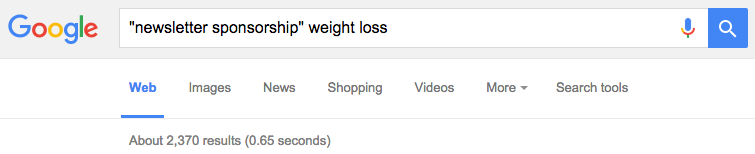 Google "newsletter sponsorship" weight loss
Web Images News Shopping Videos More Search tools
About 2,370 results (0.65 seconds)